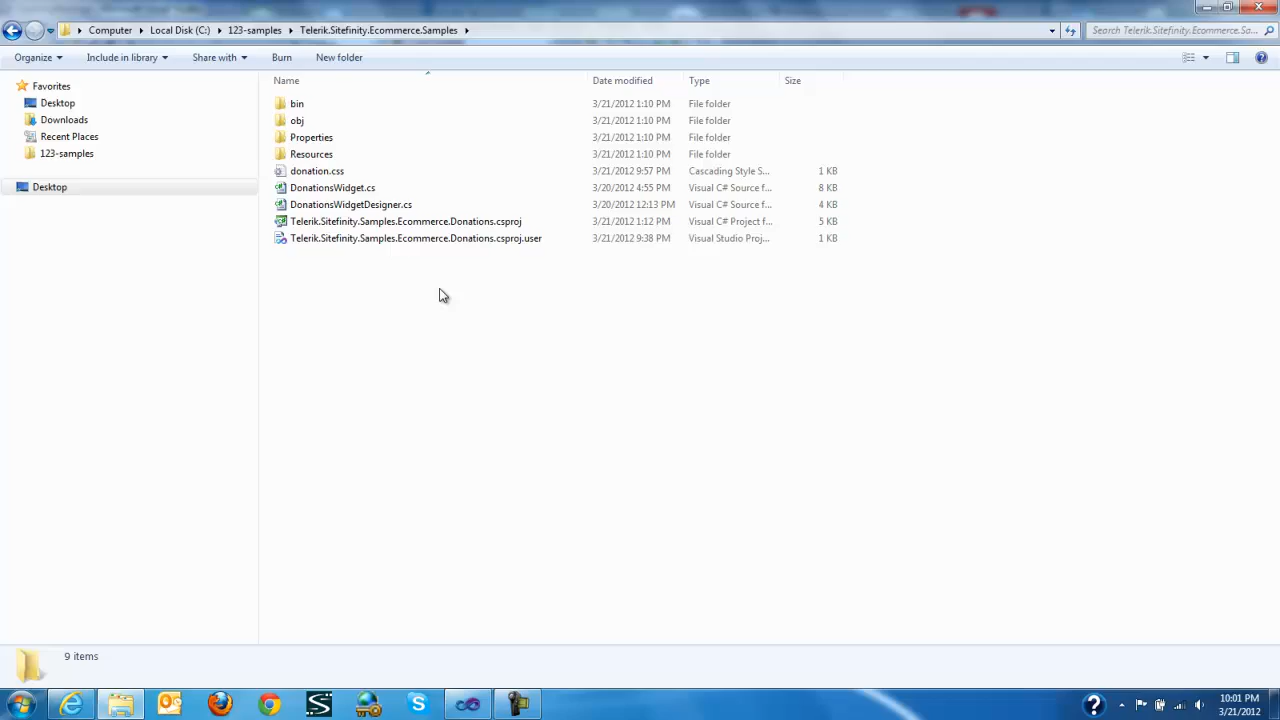 Computer Local Disk (C:) 123-samples Telerik.Sitefinity.Ecommerce.Samples Search Telerik.Sitefinity.Ecommerce.Sa...
Organize Include in library Share with Burn New folder
Name Date modified Type Size
Favorites
Desktop
Downloads
Recent Places
123-samples
Desktop
bin 3/21/2012 1:10 PM File folder
obj 3/21/2012 1:10 PM File folder
Properties 3/21/2012 1:10 PM File folder
Resources 3/21/2012 1:10 PM File folder
donation.css 3/21/2012 9:57 PM Cascading Style S... 1 KB
DonationsWidget.cs 3/20/2012 4:55 PM Visual C# Source f... 8 KB
DonationsWidgetDesigner.cs 3/20/2012 12:13 PM Visual C# Source f... 4 KB
Telerik.Sitefinity.Samples.Ecommerce.Donations.csproj 3/21/2012 1:12 PM Visual C# Project f... 5 KB
Telerik.Sitefinity.Samples.Ecommerce.Donations.csproj.user 3/21/2012 9:38 PM Visual Studio Proj... 1 KB
9 items
10:01 PM
3/21/2012